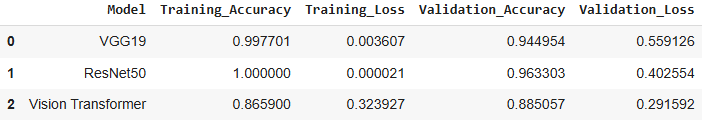 Model Training_Accuracy Training_Loss Validation_Accuracy Validation_Loss
0 VGG19 0.997701 0.003607 0.944954 0.559126
1 ResNet50 1.000000 0.000021 0.963303 0.402554
2 Vision Transformer 0.865900 0.323927 0.885057 0.291592